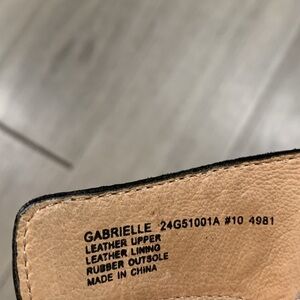 GABRIELLE 24G51001A #10 4981
LEATHER UPPER
LEATHER LINING
RUBBER OUTSOLE
MADE IN CHINA